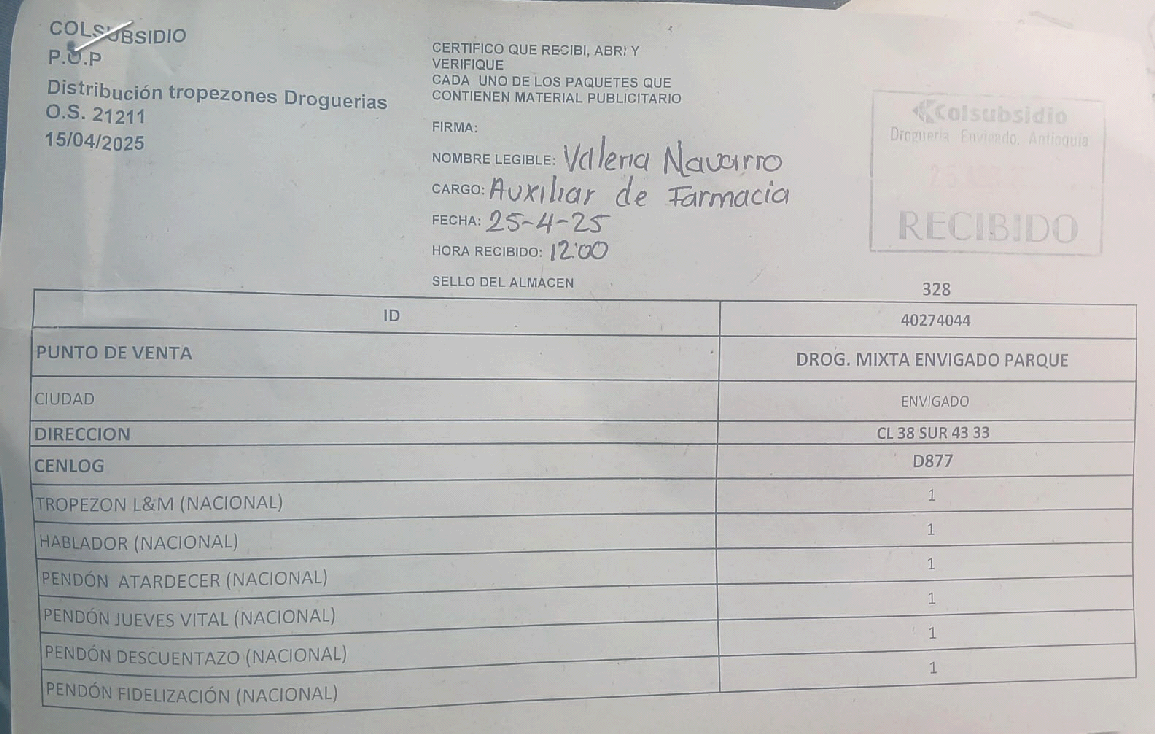 COLSUBSIDIO
P.O.P
Distribución tropezones Droguerias
O.S. 21211
15/04/2025
CERTIFICO QUE RECIBI, ABRI Y
VERIFIQUE
CADA UNO DE LOS PAQUETES QUE
CONTIENEN MATERIAL PUBLICITARIO
FIRMA:
NOMBRE LEGIBLE: Valeria Navarro
CARGO: Auxiliar de Farmacia
FECHA: 25-4-25
HORA RECIBIDO: 12:00
SELLO DEL ALMACEN
Colsubsidio
Droguería Envigado, Antioquia
RECIBIDO
328
ID 40274044
PUNTO DE VENTA DROG. MIXTA ENVIGADO PARQUE
CIUDAD ENVIGADO
DIRECCION CL 38 SUR 43 33
CENLOG D877
TROPEZON L&M (NACIONAL) 1
HABLADOR (NACIONAL) 1
PENDÓN ATARDECER (NACIONAL) 1
PENDÓN JUEVES VITAL (NACIONAL) 1
PENDÓN DESCUENTAZO (NACIONAL) 1
PENDÓN FIDELIZACIÓN (NACIONAL) 1